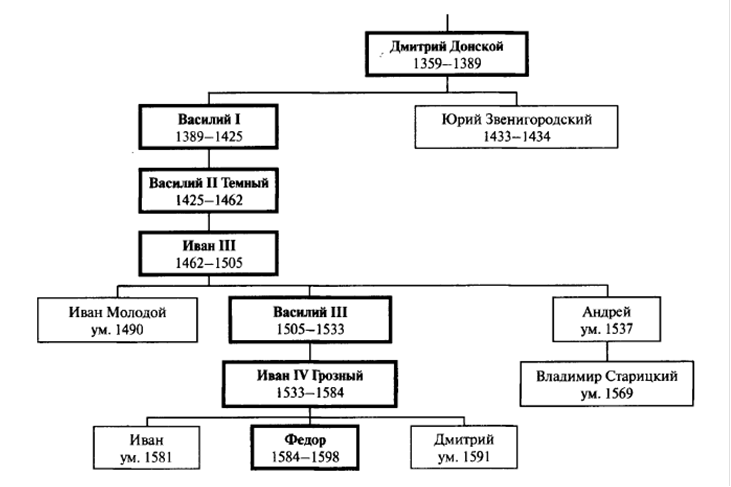 Дмитрий Донской
1359–1389
Василий I
1389–1425
Юрий Звенигородский
1433–1434
Василий II Темный
1425–1462
Иван III
1462–1505
Иван Молодой
ум. 1490
Василий III
1505–1533
Андрей
ум. 1537
Иван IV Грозный
1533–1584
Владимир Старицкий
ум. 1569
Иван
ум. 1581
Федор
1584–1598
Дмитрий
ум. 1591